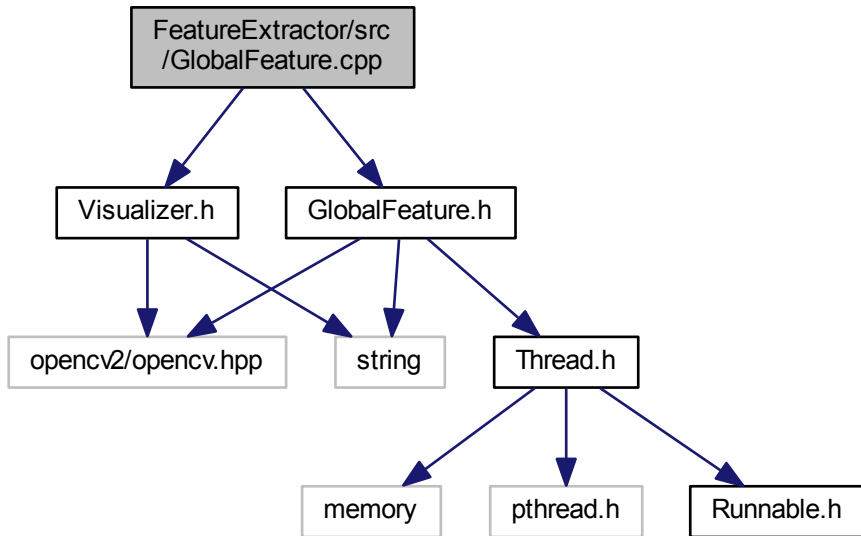 FeatureExtractor/src
/GlobalFeature.cpp
Visualizer.h
GlobalFeature.h
opencv2/opencv.hpp
string
Thread.h
memory
pthread.h
Runnable.h